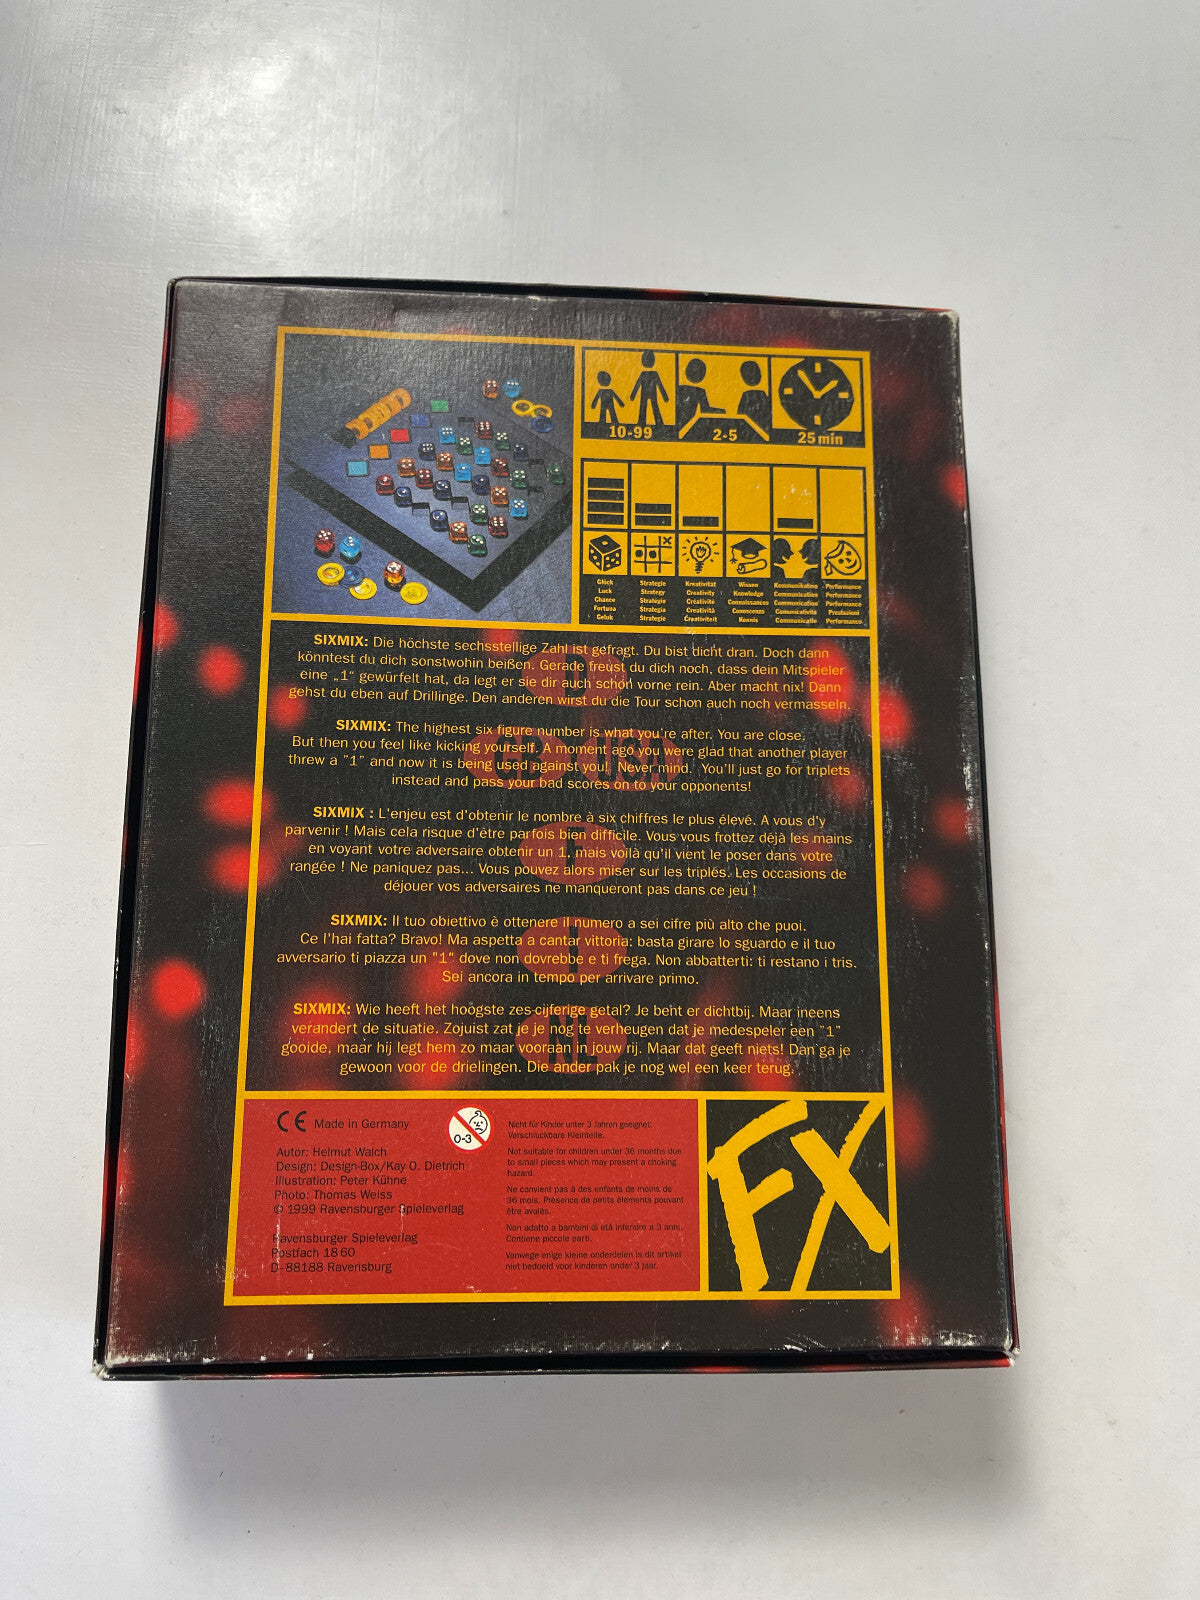 10-99
2-5
25 min
Glück
Luck
Chance
Fortuna
Geluk
Strategie
Strategy
Stratégie
Strategia
Strategie
Kreativität
Creativity
Créativité
Creatività
Creativiteit
Wissen
Knowledge
Connaissances
Conoscenza
Kennis
Kommunikation
Communication
Communication
Comunicatività
Communicatie
Performance
Performance
Performance
Prestazioni
Performance
D
SIXMIX: Die höchste sechsstellige Zahl ist gefragt. Du bist dicht dran. Doch dann
könntest du dich sonstwohin beißen. Gerade freust du dich noch, dass dein Mitspieler
eine „1" gewürfelt hat, da legt er sie dir auch schon vorne rein. Aber macht nix! Dann
gehst du eben auf Drillinge. Den anderen wirst du die Tour schon auch noch vermasseln.
GB USA
SIXMIX: The highest six figure number is what you're after. You are close.
But then you feel like kicking yourself. A moment ago you were glad that another player
threw a "1" and now it is being used against you! Never mind. You'll just go for triplets
instead and pass your bad scores on to your opponents!
F
SIXMIX : L'enjeu est d'obtenir le nombre à six chiffres le plus élevé. A vous d'y
parvenir ! Mais cela risque d'être parfois bien difficile. Vous vous frottez déjà les mains
en voyant votre adversaire obtenir un 1, mais voilà qu'il vient le poser dans votre
rangée ! Ne paniquez pas... Vous pouvez alors miser sur les triplés. Les occasions de
déjouer vos adversaires ne manqueront pas dans ce jeu !
I
SIXMIX: Il tuo obiettivo è ottenere il numero a sei cifre più alto che puoi.
Ce l'hai fatta? Bravo! Ma aspetta a cantar vittoria: basta girare lo sguardo e il tuo
avversario ti piazza un "1" dove non dovrebbe e ti frega. Non abbatterti: ti restano i tris.
Sei ancora in tempo per arrivare primo.
NL
SIXMIX: Wie heeft het hoogste zes-cijferige getal? Je beht er dichtbij. Maar ineens
verandert de situatie. Zojuist zat je je nog te verheugen dat je medespeler een "1"
gooide, maar hij legt hem zo maar vooraan in jouw rij. Maar dat geeft niets! Dan ga je
gewoon voor de drielingen. Die ander pak je nog wel een keer terug.
CE Made in Germany
Autor: Helmut Walch
Design: Design-Box/Kay O. Dietrich
Illustration: Peter Kühne
Photo: Thomas Weiss
© 1999 Ravensburger Spieleverlag
Ravensburger Spieleverlag
Postfach 18 60
D-88188 Ravensburg
0-3
Nicht für Kinder unter 3 Jahren geeignet:
Verschluckbare Kleinteile.
Not suitable for children under 36 months due
to small pieces which may present a choking
hazard.
Ne convient pas à des enfants de moins de
36 mois. Présence de petits éléments pouvant
être avalés.
Non adatto a bambini di età inferiore a 3 anni.
Contiene piccole parti.
Vanwege enige kleine onderdelen is dit artikel
niet bedoeld voor kinderen onder 3 jaar.
FX